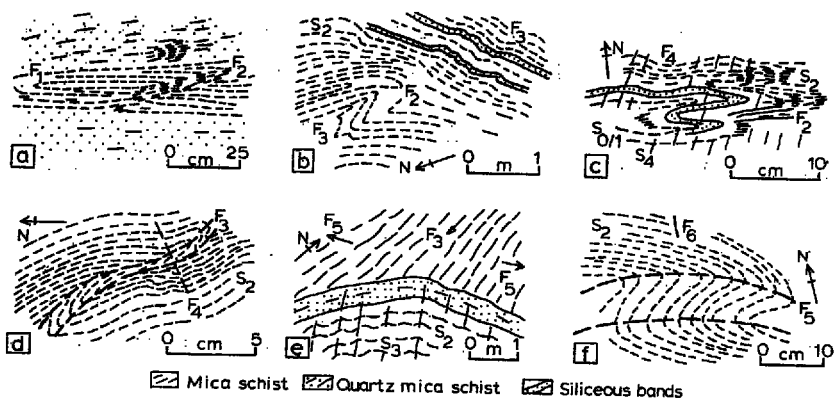 F1 F2
a 0 cm 25
S2 F3
F2
F3
b N 0 m 1
N F4 S2
F2
S0/1
S4
c 0 cm 10
N F3
S2
F4
d 0 cm 5
F5
N F3
F5
S2
S3
e 0 m 1
S2 F6 N
F5
f 0 cm 10
Mica schist Quartz mica schist Siliceous bands